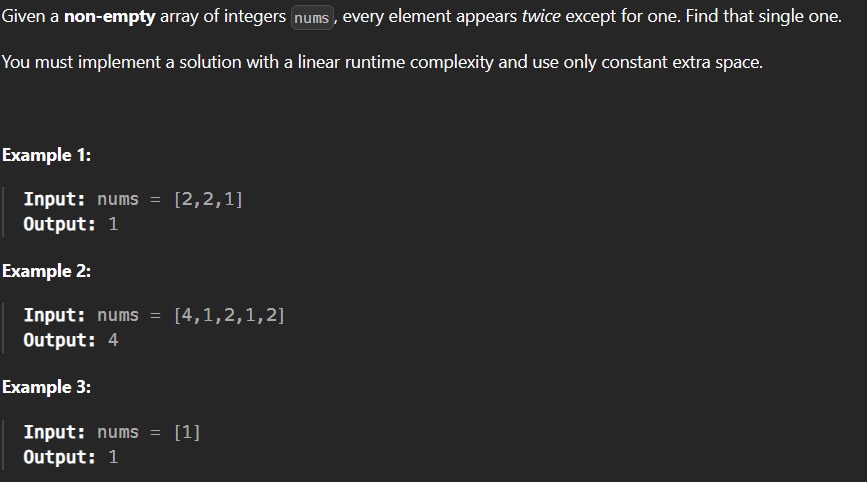 Given a non-empty array of integers nums, every element appears twice except for one. Find that single one.
You must implement a solution with a linear runtime complexity and use only constant extra space.
Example 1:
Input: nums = [2,2,1]
Output: 1
Example 2:
Input: nums = [4,1,2,1,2]
Output: 4
Example 3:
Input: nums = [1]
Output: 1